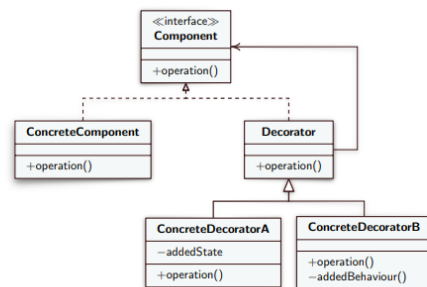 ≪interface≫
Component
+operation()
ConcreteComponent
+operation()
Decorator
+operation()
ConcreteDecoratorA
−addedState
+operation()
ConcreteDecoratorB
+operation()
−addedBehaviour()